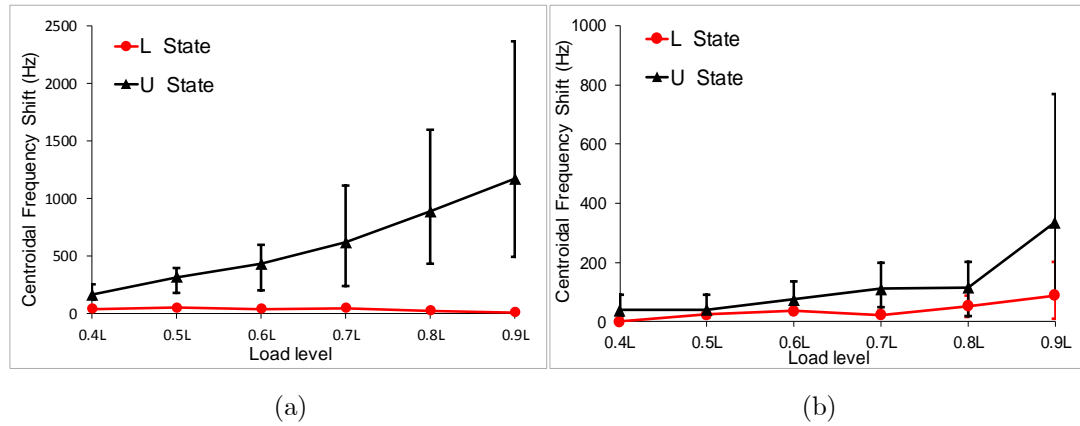 2500
2000
1500
1000
500
0
Centroidal Frequency Shift (Hz)
L State
U State
0.4L 0.5L 0.6L 0.7L 0.8L 0.9L
Load level
(a)
1000
800
600
400
200
0
Centroidal Frequency Shift (Hz)
L State
U State
0.4L 0.5L 0.6L 0.7L 0.8L 0.9L
Load level
(b)